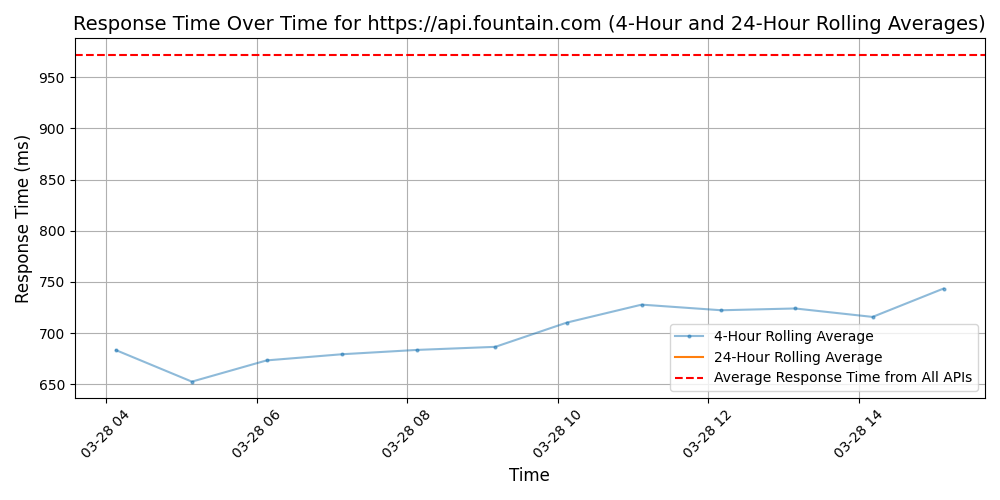 Response Time Over Time for https://api.fountain.com (4-Hour and 24-Hour Rolling Averages)
Response Time (ms)
950
900
850
800
750
700
650
4-Hour Rolling Average
24-Hour Rolling Average
Average Response Time from All APIs
03-28 04
03-28 06
03-28 08
03-28 10
03-28 12
03-28 14
Time